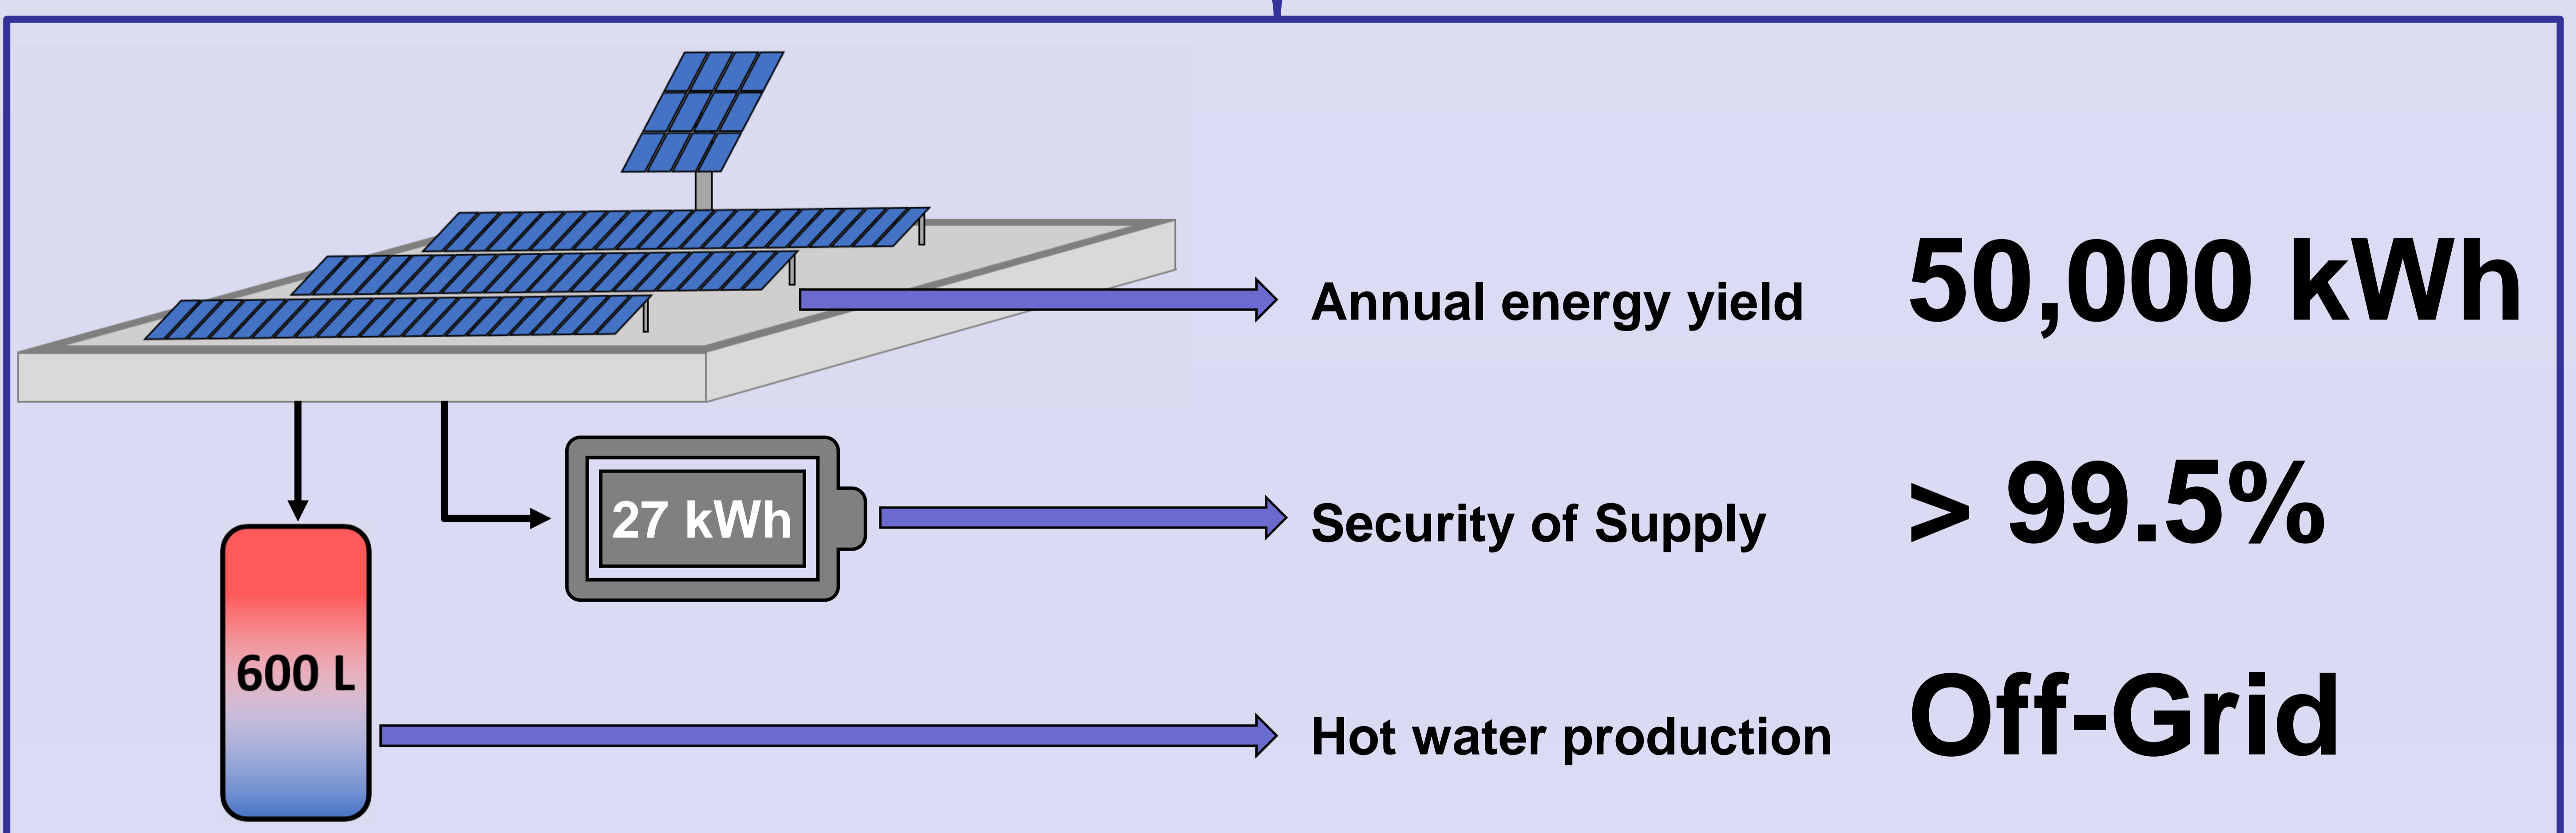 Annual energy yield 50,000 kWh
27 kWh
Security of Supply > 99.5%
600 L
Hot water production Off-Grid